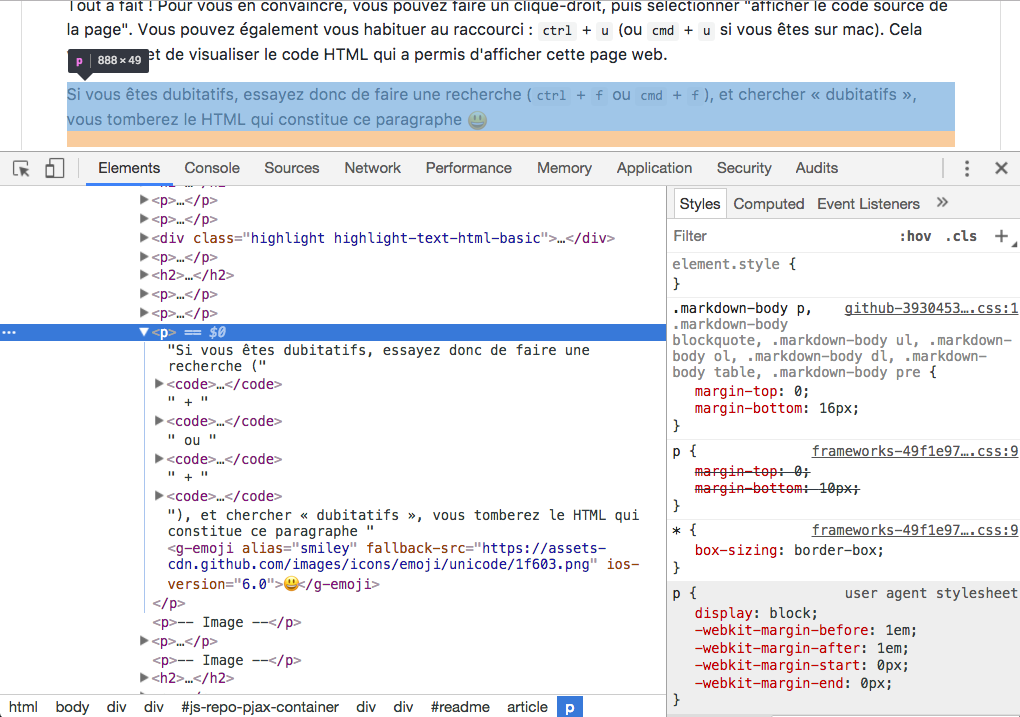 Tout à fait ! Pour vous en convaincre, vous pouvez faire un clique-droit, puis sélectionner "afficher le code source de
la page". Vous pouvez également vous habituer au raccourci : ctrl + u (ou cmd + u si vous êtes sur mac). Cela
et de visualiser le code HTML qui a permis d'afficher cette page web.
p | 888 × 49
Si vous êtes dubitatifs, essayez donc de faire une recherche ( ctrl + f ou cmd + f ), et chercher « dubitatifs »,
vous tomberez le HTML qui constitue ce paragraphe 😃
Elements Console Sources Network Performance Memory Application Security Audits
▶<p>…</p>
▶<p>…</p>
▶<div class="highlight highlight-text-html-basic">…</div>
▶<p>…</p>
▶<h2>…</h2>
▶<p>…</p>
▶<p>…</p>
… ▼<p> == $0
"Si vous êtes dubitatifs, essayez donc de faire une
recherche ("
▶<code>…</code>
" + "
▶<code>…</code>
" ou "
▶<code>…</code>
" + "
▶<code>…</code>
"), et chercher « dubitatifs », vous tomberez le HTML qui
constitue ce paragraphe "
<g-emoji alias="smiley" fallback-src="https://assets-
cdn.github.com/images/icons/emoji/unicode/1f603.png" ios-
version="6.0">😃</g-emoji>
</p>
<p>-- Image --</p>
▶<p>…</p>
<p>-- Image --</p>
▶<h2>…</h2>
html body div div #js-repo-pjax-container div div #readme article p
Styles Computed Event Listeners »
Filter :hov .cls +
element.style {
}
.markdown-body p, github-3930453….css:1
.markdown-body
blockquote, .markdown-body ul, .markdown-
body ol, .markdown-body dl, .markdown-
body table, .markdown-body pre {
margin-top: 0;
margin-bottom: 16px;
}
p { frameworks-49f1e97….css:9
margin-top: 0;
margin-bottom: 10px;
}
* { frameworks-49f1e97….css:9
box-sizing: border-box;
}
p { user agent stylesheet
display: block;
-webkit-margin-before: 1em;
-webkit-margin-after: 1em;
-webkit-margin-start: 0px;
-webkit-margin-end: 0px;
}